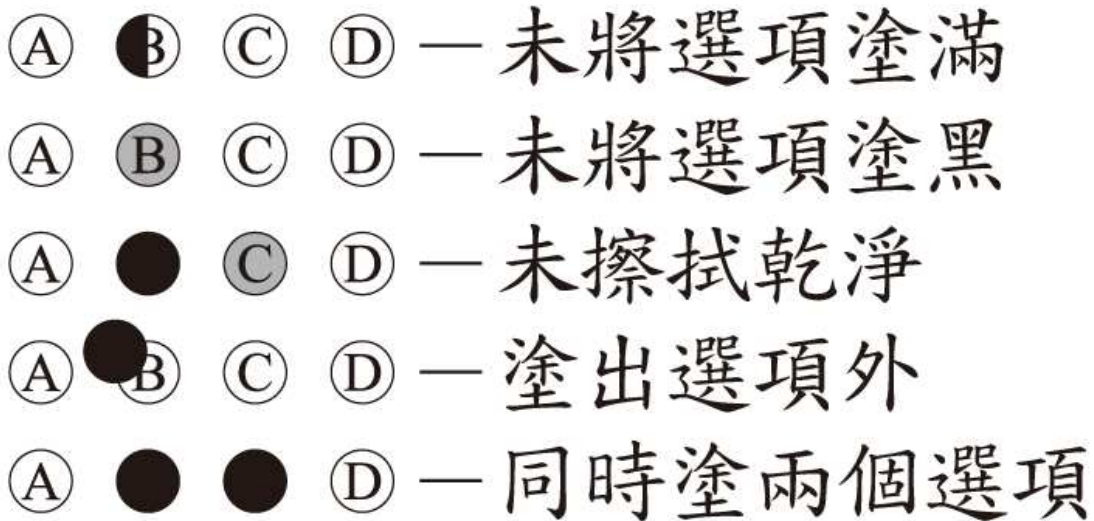 Ⓐ Ⓑ Ⓒ Ⓓ — 未將選項塗滿
Ⓐ Ⓑ Ⓒ Ⓓ — 未將選項塗黑
Ⓐ ● Ⓒ Ⓓ — 未擦拭乾淨
Ⓐ Ⓑ Ⓒ Ⓓ — 塗出選項外
Ⓐ ● ● Ⓓ — 同時塗兩個選項